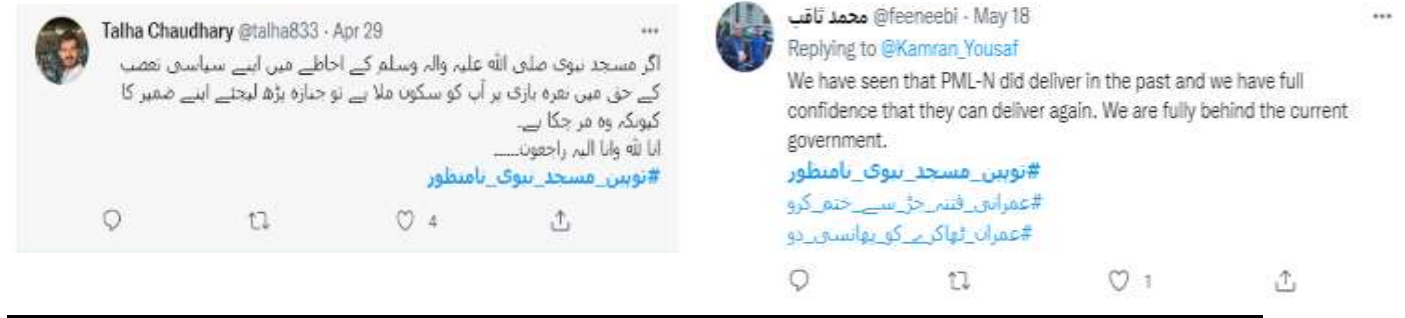 Talha Chaudhary @talha833 · Apr 29
اگر مسجد نبوی صلی الله علیہ والہ وسلم کے احاطے میں اپنے سیاسی تعصب
کے حق میں نعرہ بازی پر آپ کو سکون ملا ہے تو جنازہ پڑھ لیجئے اپنے ضمیر کا
کیونکہ وہ مر چکا ہے۔
انا لله وانا الیہ راجعون......
#توہین_مسجد_نبوی_نامنظور
4
محمد ثاقب @feeneebi · May 18
Replying to @Kamran_Yousaf
We have seen that PML-N did deliver in the past and we have full
confidence that they can deliver again. We are fully behind the current
government.
#توہین_مسجد_نبوی_نامنظور
#عمرانی_فتنہ_جڑ_سے_ختم_کرو
#عمران_ٹھاکرے_کو_پھانسی_دو
1